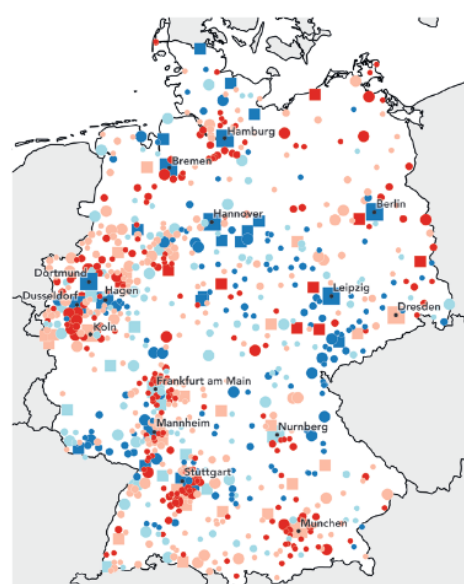 Hamburg
Bremen
Berlin
Hannover
Dortmund
Hagen
Dusseldorf
Leipzig
Dresden
Koln
Frankfurt am Main
Mannheim
Nurnberg
Stuttgart
Munchen